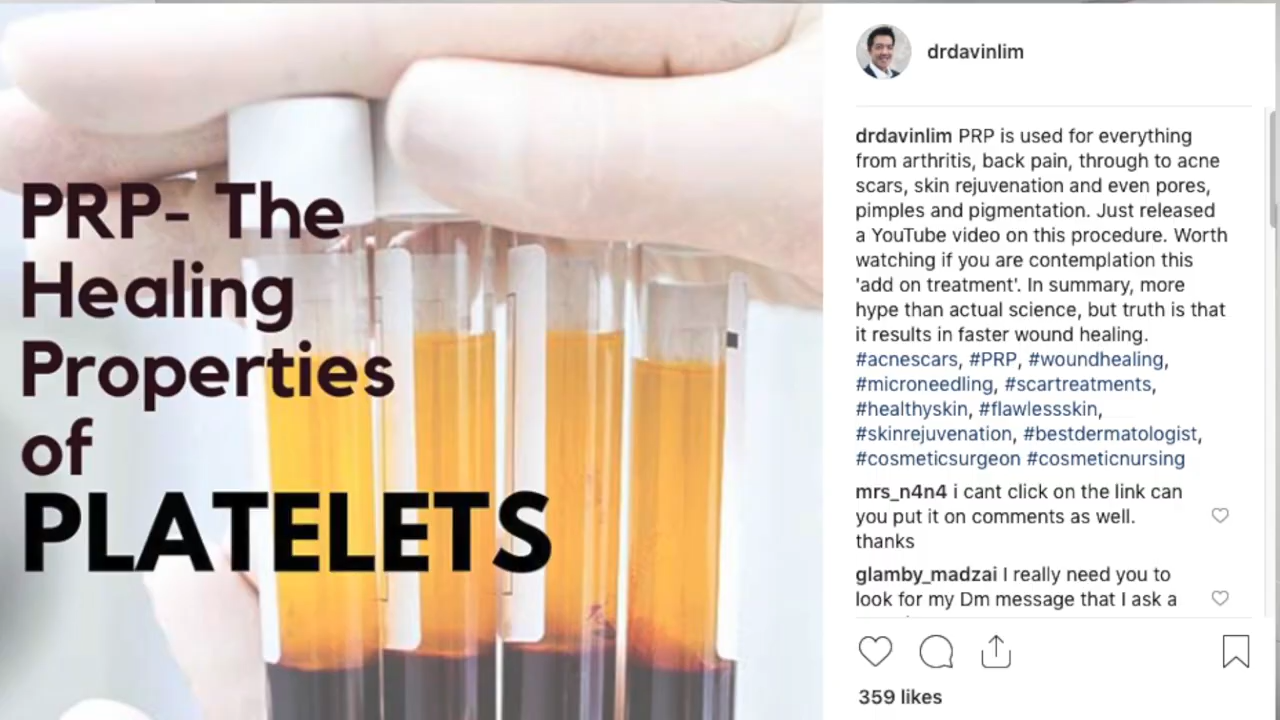 PRP- The
Healing
Properties
of
PLATELETS
drdavinlim
drdavinlim PRP is used for everything
from arthritis, back pain, through to acne
scars, skin rejuvenation and even pores,
pimples and pigmentation. Just released
a YouTube video on this procedure. Worth
watching if you are contemplation this
'add on treatment'. In summary, more
hype than actual science, but truth is that
it results in faster wound healing.
#acnescars, #PRP, #woundhealing,
#microneedling, #scartreatments,
#healthyskin, #flawlessskin,
#skinrejuvenation, #bestdermatologist,
#cosmeticsurgeon #cosmeticnursing
mrs_n4n4 i cant click on the link can
you put it on comments as well.
thanks
glamby_madzai I really need you to
look for my Dm message that I ask a
359 likes